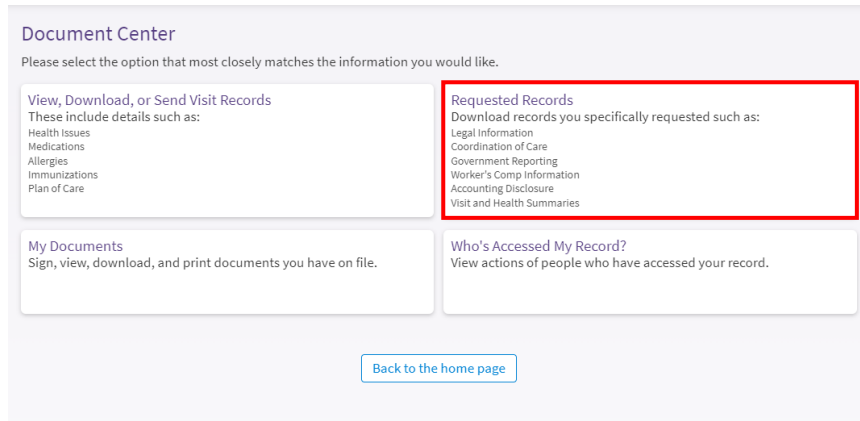 Document Center
Please select the option that most closely matches the information you would like.
View, Download, or Send Visit Records
These include details such as:
Health Issues
Medications
Allergies
Immunizations
Plan of Care
Requested Records
Download records you specifically requested such as:
Legal Information
Coordination of Care
Government Reporting
Worker's Comp Information
Accounting Disclosure
Visit and Health Summaries
My Documents
Sign, view, download, and print documents you have on file.
Who's Accessed My Record?
View actions of people who have accessed your record.
Back to the home page